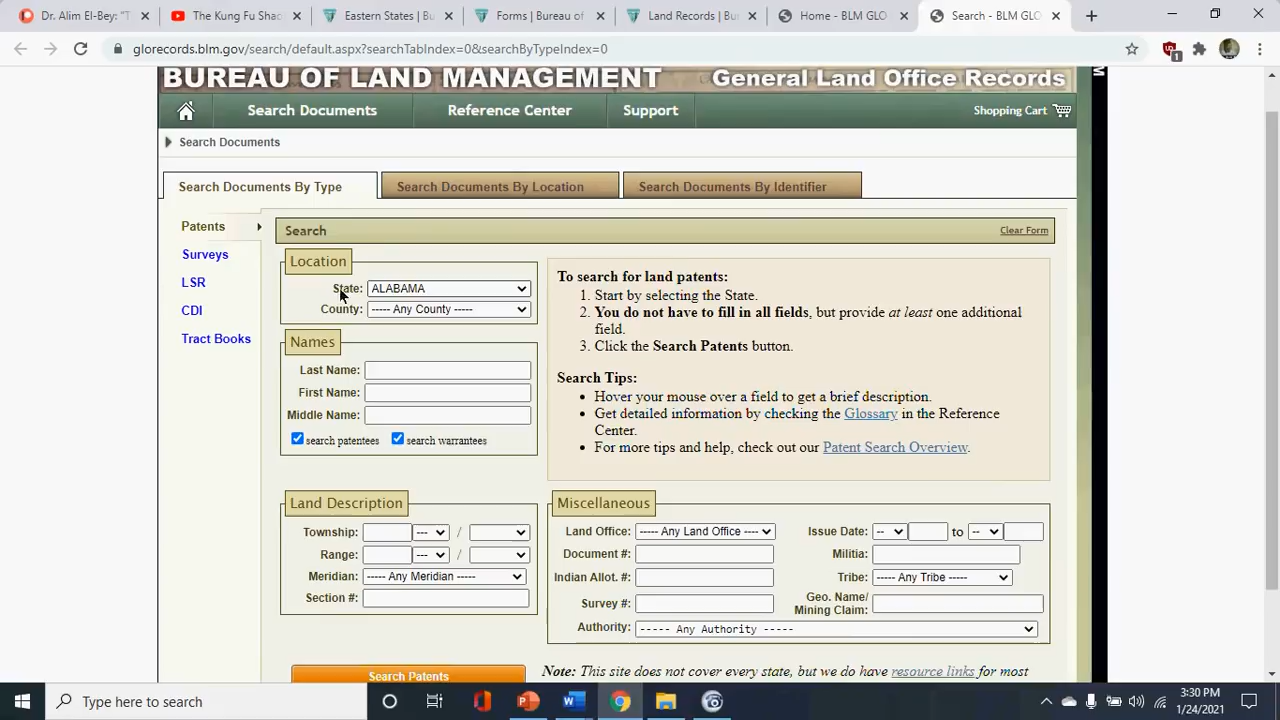 Dr. Alim El-Bey: "T
The Kung Fu Shad
Eastern States | Bu
Forms | Bureau of
Land Records | Bu
Home - BLM GLO
Search - BLM GLO
glorecords.blm.gov/search/default.aspx?searchTabIndex=0&searchByTypeIndex=0
BUREAU OF LAND MANAGEMENT General Land Office Records
Search Documents Reference Center Support Shopping Cart
Search Documents
Search Documents By Type Search Documents By Location Search Documents By Identifier
Patents
Surveys
LSR
CDI
Tract Books
Search Clear Form
Location
State: ALABAMA
County: ----- Any County -----
Names
Last Name:
First Name:
Middle Name:
search patentees search warrantees
To search for land patents:
1. Start by selecting the State.
2. You do not have to fill in all fields, but provide at least one additional
field.
3. Click the Search Patents button.
Search Tips:
• Hover your mouse over a field to get a brief description.
• Get detailed information by checking the Glossary in the Reference
Center.
• For more tips and help, check out our Patent Search Overview.
Land Description
Township: --- /
Range: --- /
Meridian: ----- Any Meridian -----
Section #:
Miscellaneous
Land Office: ----- Any Land Office ----
Issue Date: -- to --
Document #:
Militia:
Indian Allot. #:
Tribe: ----- Any Tribe -----
Survey #:
Geo. Name/
Mining Claim:
Authority: ----- Any Authority -----
Search Patents
Note: This site does not cover every state, but we do have resource links for most
Type here to search
3:30 PM
1/24/2021